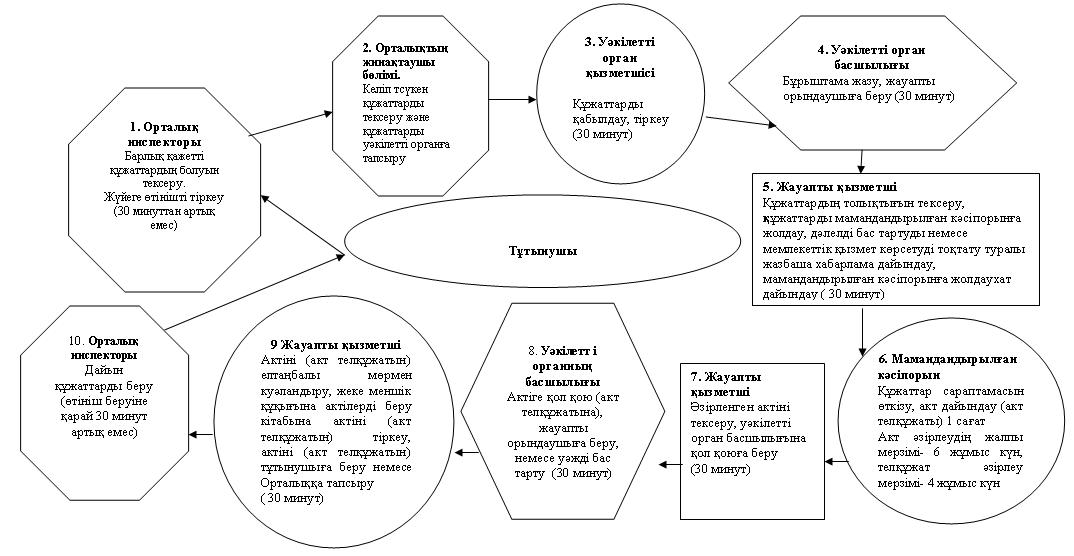 1. Орталық
инспекторы
Барлық қажетті
құжаттардың болуын
тексеру.
Жүйеге өтінішті тіркеу
(30 минуттан артық
емес)
2. Орталықтың
жинақтаушы
бөлімі.
Келіп түскен
құжаттарды
тексеру және
құжаттарды
уәкілетті органға
тапсыру
3. Уәкілетті
орган
қызметшісі
Құжаттарды
қабылдау, тіркеу
(30 минут)
4. Уәкілетті орган
басшылығы
Бұрыштама жазу, жауапты
орындаушыға беру (30 минут)
5. Жауапты қызметші
Құжаттардың толықтығын тексеру,
құжаттарды мамандандырылған кәсіпорынға
жолдау, дәлелді бас тартуды немесе
мемлекеттік қызмет көрсетуді тоқтату туралы
жазбаша хабарлама дайындау,
мамандандырылған кәсіпорынға жолдаухат
дайындау ( 30 минут)
Тұтынушы
6. Мамандандырылған
кәсіпорын
Құжаттар сараптамасын
өткізу, акт дайындау (акт
телқұжаты) 1 сағат
Акт әзірлеудің жалпы
мерзімі- 6 жұмыс күн,
телқұжат әзірлеу
мерзімі- 4 жұмыс күн
7. Жауапты
қызметші
Әзірленген актіні
тексеру, уәкілетті
орган басшылығына
қол қоюға беру
(30 минут)
8. Уәкілетт і
органның
басшылығы
Актіге қол қою (акт
телқұжатына),
жауапты
орындаушыға беру,
немесе уәжді бас
тарту (30 минут)
9 Жауапты қызметші
Актіні (акт телқұжатын)
елтаңбалы мөрмен
куәландыру, жеке меншік
құқығына актілерді беру
кітабына актіні (акт
телқұжатын) тіркеу,
актіні (акт телқұжатын)
тұтынушыға беру немесе
Орталыққа тапсыру
( 30 минут)
10. Орталық
инспекторы
Дайын
құжаттарды беру
(өтініш беруіне
қарай 30 минут
артық емес)